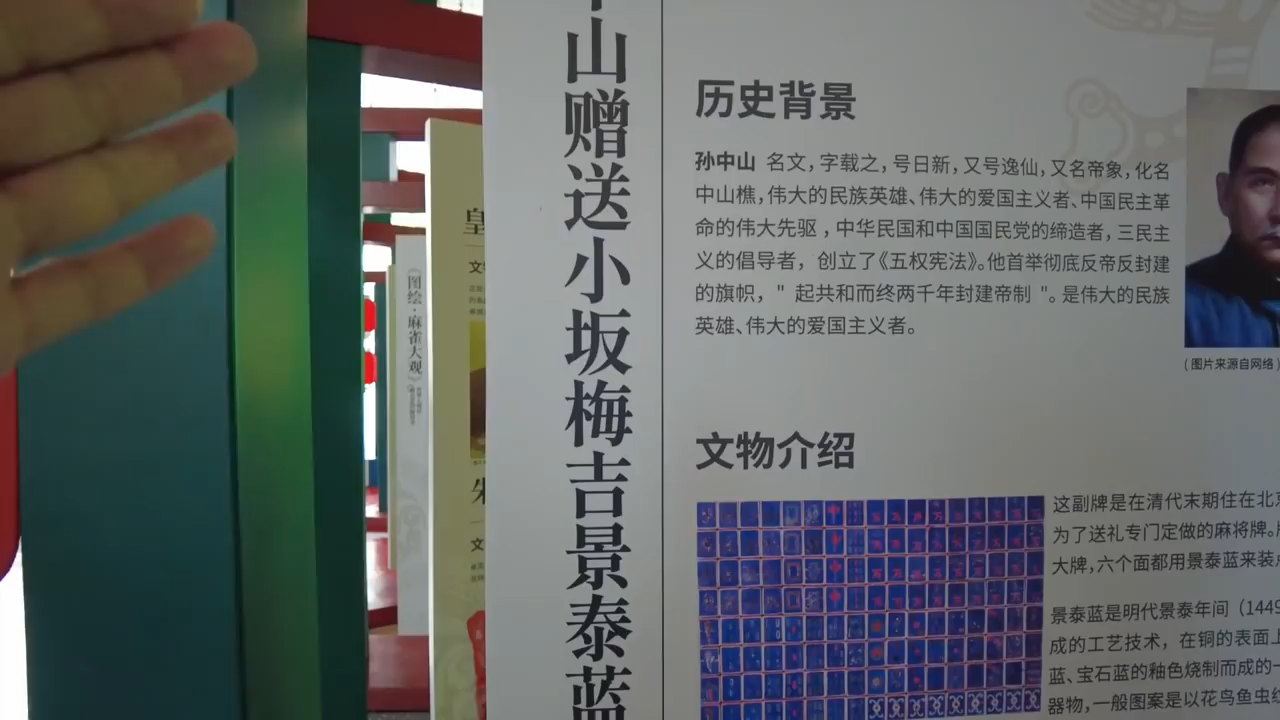 山赠送小坂梅吉景泰蓝
历史背景
孙中山 名文,字载之,号日新,又号逸仙,又名帝象,化名
中山樵,伟大的民族英雄、伟大的爱国主义者、中国民主革
命的伟大先驱 ,中华民国和中国国民党的缔造者,三民主
义的倡导者，创立了《五权宪法》。他首举彻底反帝反封建
的旗帜，" 起共和而终两千年封建帝制 "。是伟大的民族
英雄、伟大的爱国主义者。
(图片来源自网络)
文物介绍
这副牌是在清代末期住在北
为了送礼专门定做的麻将牌。
大牌,六个面都用景泰蓝来装
景泰蓝是明代景泰年间（1449
成的工艺技术，在铜的表面
蓝、宝石蓝的釉色烧制而成的一
器物，一般图案是以花鸟鱼虫
《图绘·麻雀大观》
皇
文
文